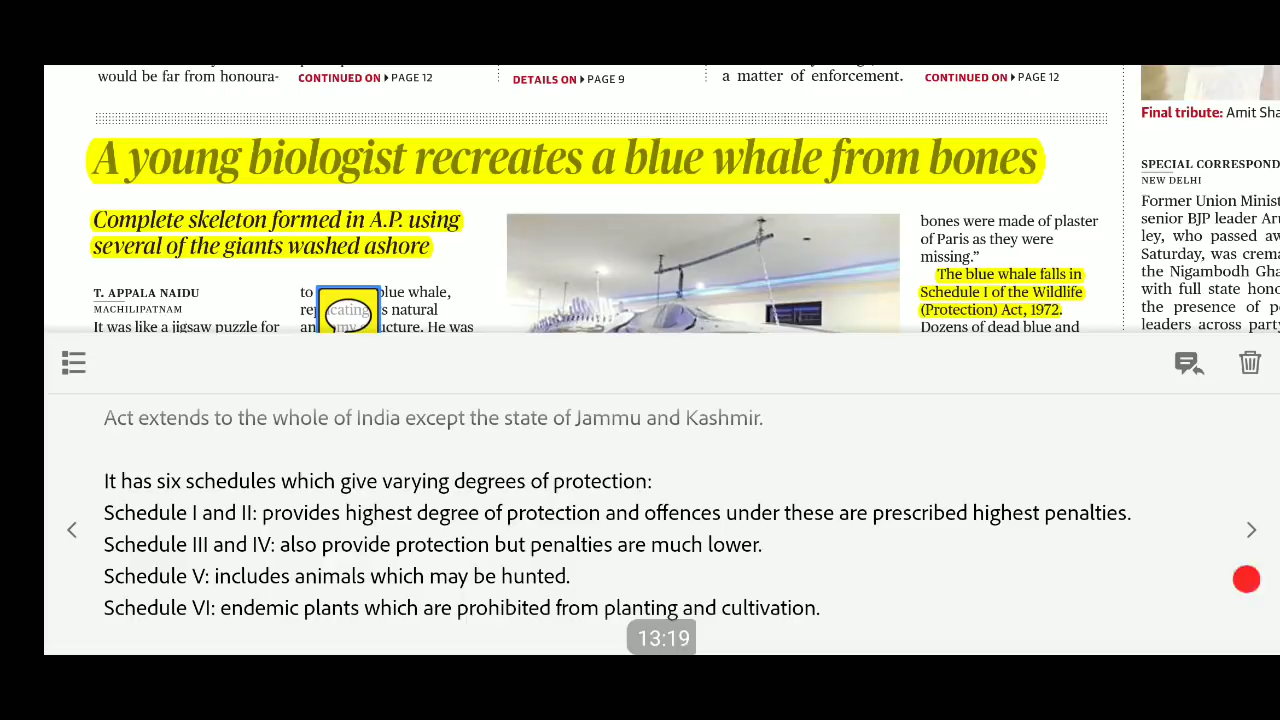 would be far from honoura-
CONTINUED ON PAGE 12
DETAILS ON PAGE 9
a matter of enforcement.
CONTINUED ON PAGE 12
Final tribute: Amit Sha
A young biologist recreates a blue whale from bones
Complete skeleton formed in A.P. using
several of the giants washed ashore
T. APPALA NAIDU
MACHILIPATNAM
It was like a jigsaw puzzle for
to blue whale,
s natural
my ucture. He was
bones were made of plaster
of Paris as they were
missing.”
The blue whale falls in
Schedule I of the Wildlife
(Protection) Act, 1972.
Dozens of dead blue and
SPECIAL CORRESPOND
NEW DELHI
Former Union Minist
senior BJP leader Aru
ley, who passed aw
Saturday, was crema
the Nigambodh Gha
with full state hono
the presence of po
leaders across party
Act extends to the whole of India except the state of Jammu and Kashmir.
It has six schedules which give varying degrees of protection:
Schedule I and II: provides highest degree of protection and offences under these are prescribed highest penalties.
Schedule III and IV: also provide protection but penalties are much lower.
Schedule V: includes animals which may be hunted.
Schedule VI: endemic plants which are prohibited from planting and cultivation.
13:19